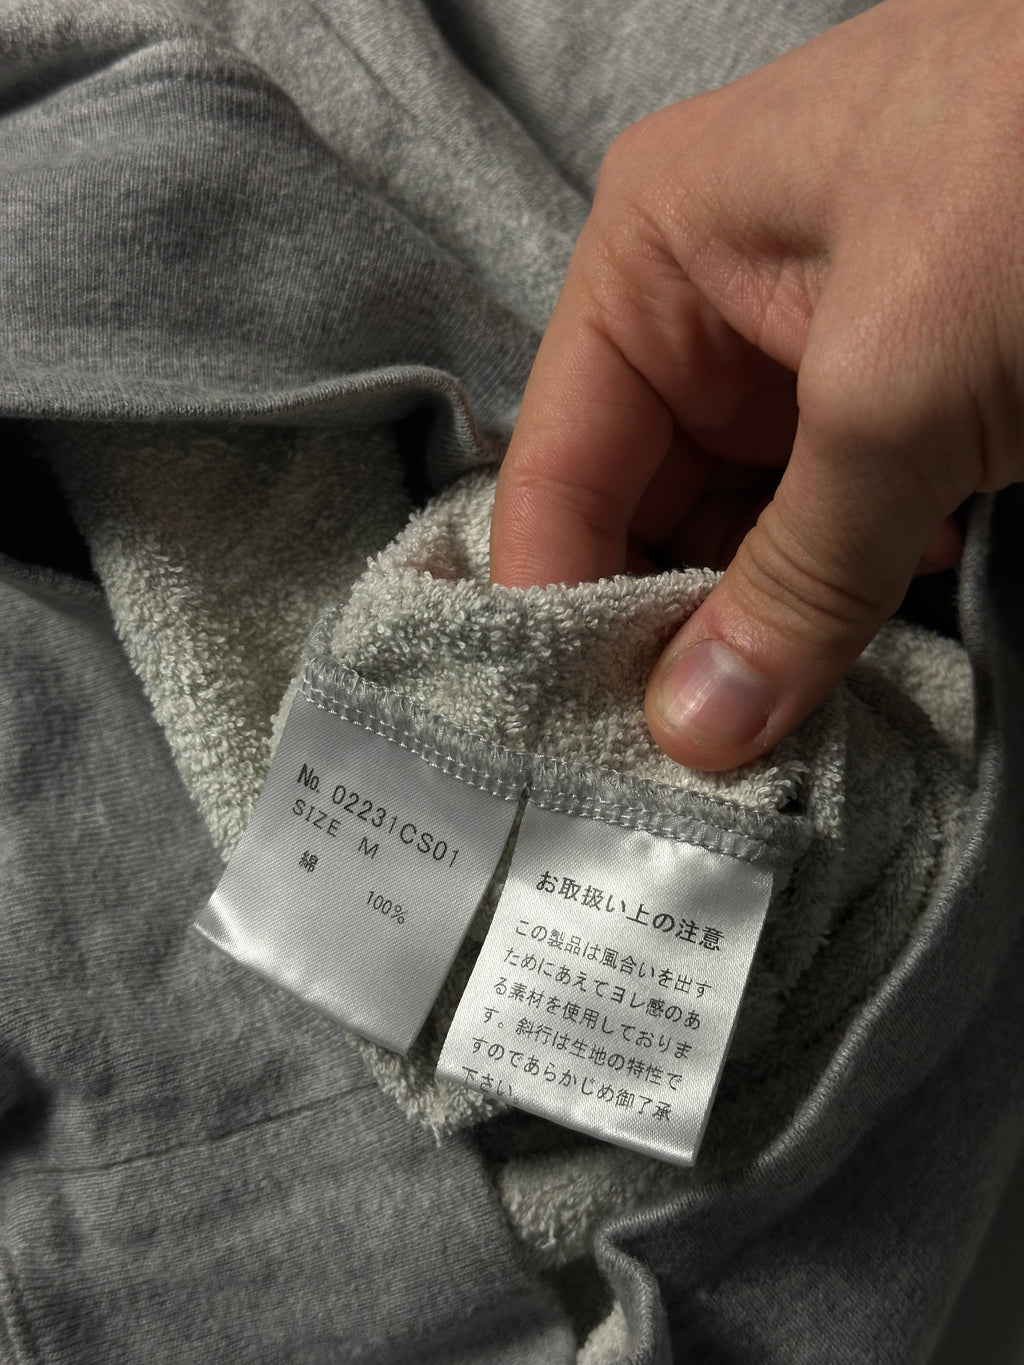 No. 02231CS01
SIZE M
綿 100%
お取扱い上の注意
この製品は風合いを出す
ためにあえてヨレ感のあ
る素材を使用しておりま
す。斜行は生地の特性で
すのであらかじめ御了承
下さい。